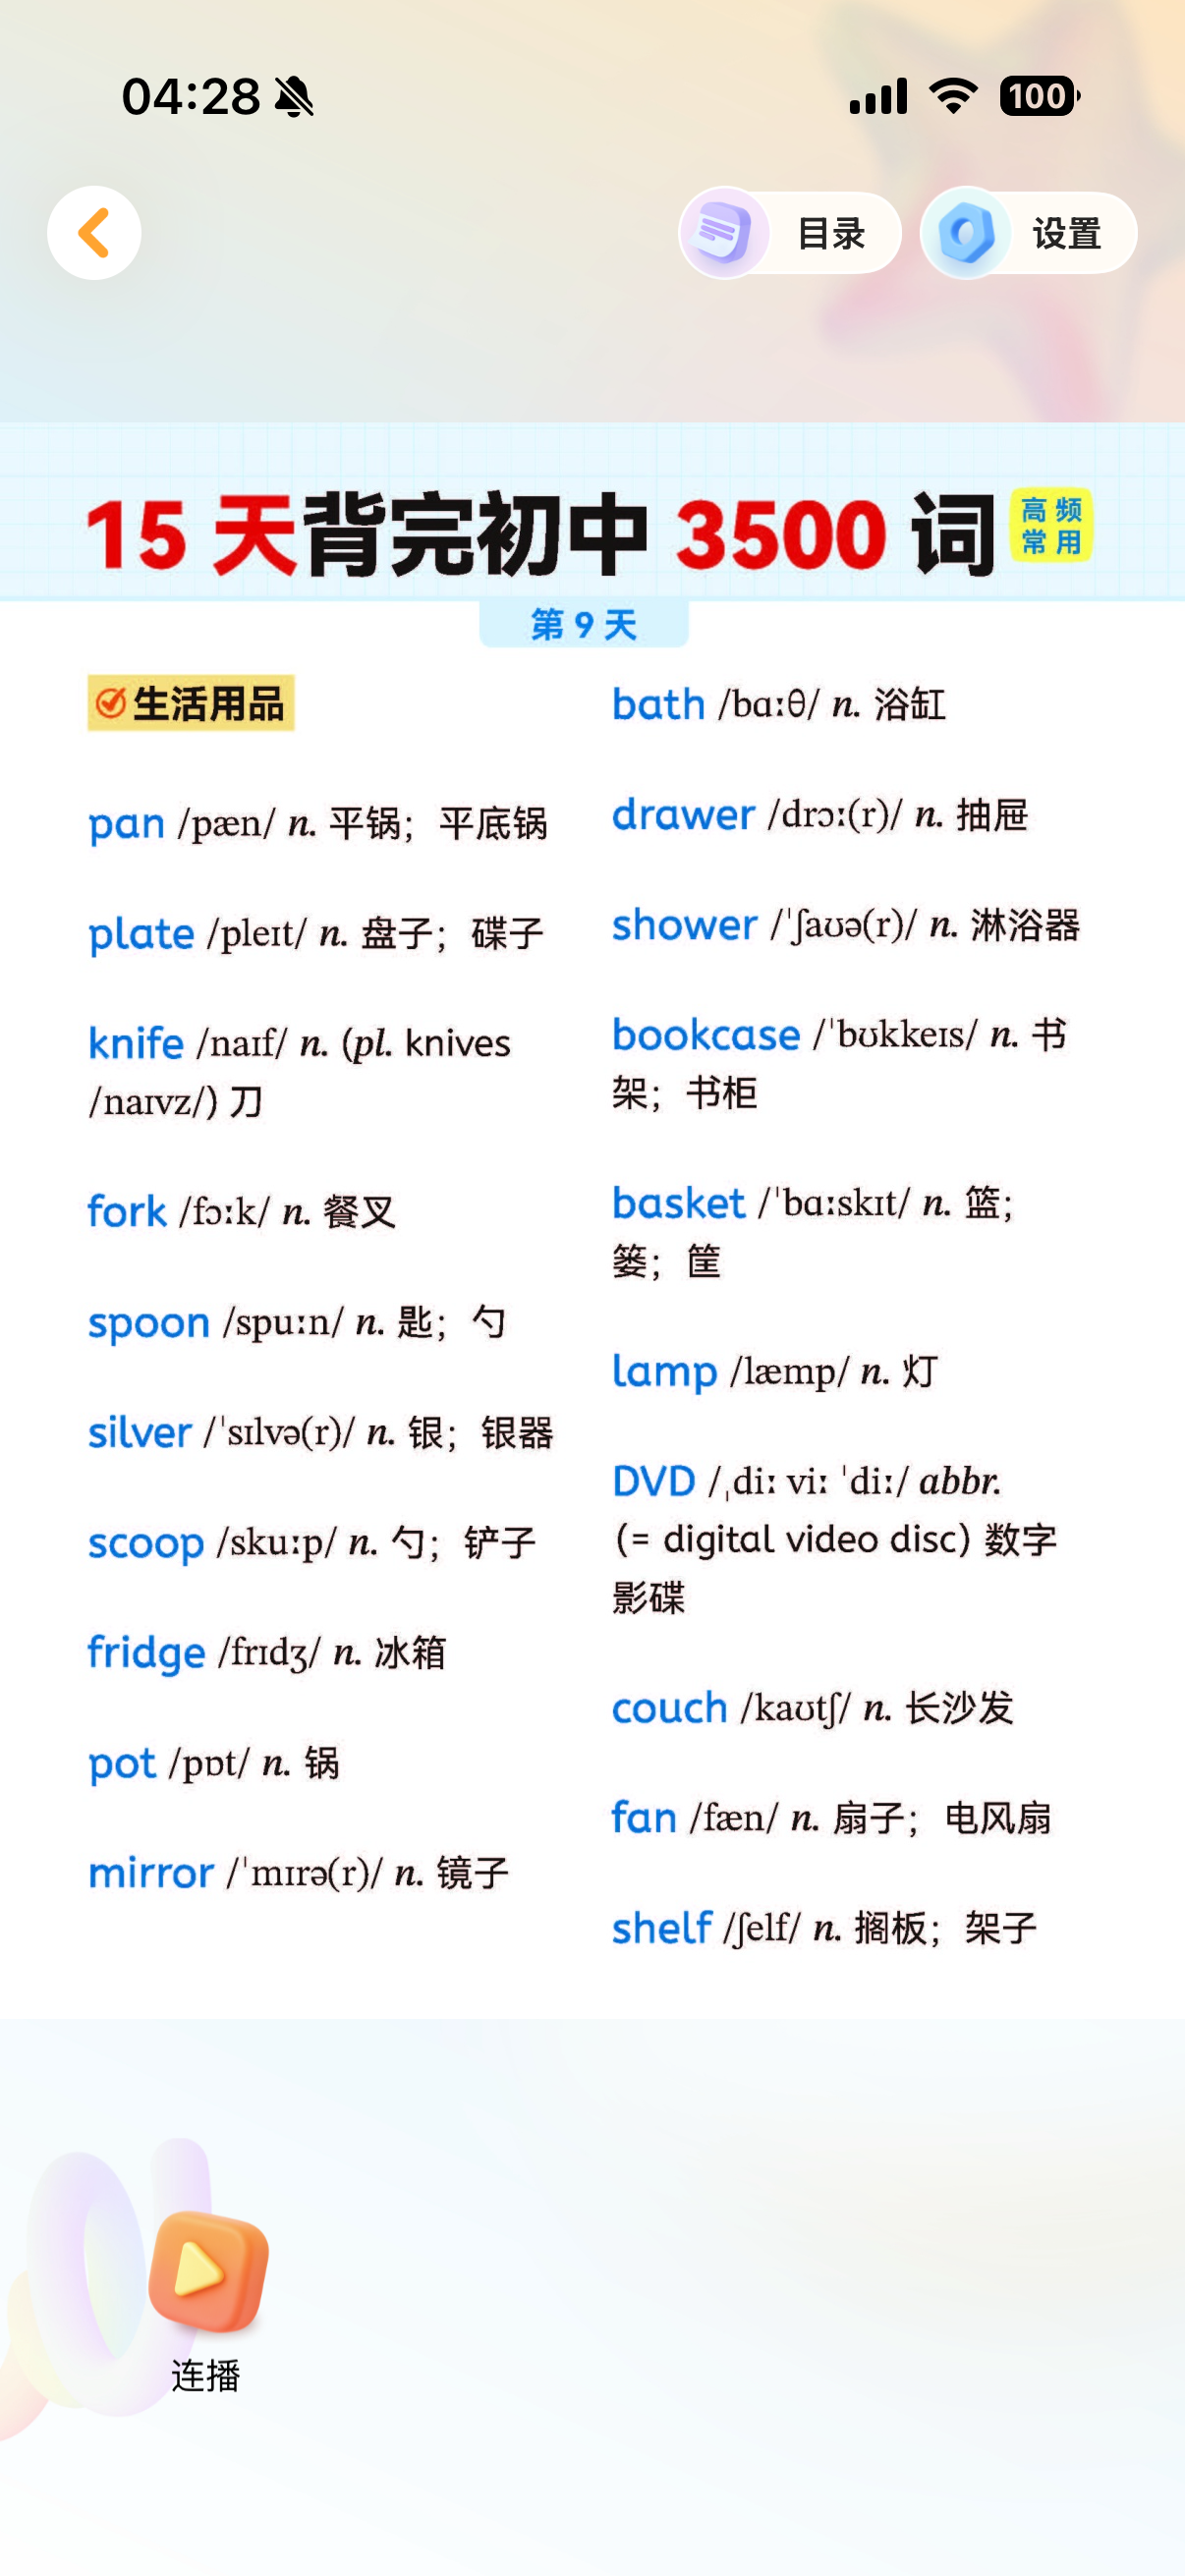 04:28
100
目录
设置
15 天背完初中 3500 词
高频
常用
第 9 天
生活用品
pan /pæn/ n. 平锅；平底锅
plate /pleɪt/ n. 盘子；碟子
knife /naɪf/ n. (pl. knives
/naɪvz/) 刀
fork /fɔːk/ n. 餐叉
spoon /spuːn/ n. 匙；勺
silver /ˈsɪlvə(r)/ n. 银；银器
scoop /skuːp/ n. 勺；铲子
fridge /frɪdʒ/ n. 冰箱
pot /pɒt/ n. 锅
mirror /ˈmɪrə(r)/ n. 镜子
bath /bɑːθ/ n. 浴缸
drawer /drɔː(r)/ n. 抽屉
shower /ˈʃaʊə(r)/ n. 淋浴器
bookcase /ˈbʊkkeɪs/ n. 书
架；书柜
basket /ˈbɑːskɪt/ n. 篮；
篓；筐
lamp /læmp/ n. 灯
DVD /ˌdiː viː ˈdiː/ abbr.
(= digital video disc) 数字
影碟
couch /kaʊtʃ/ n. 长沙发
fan /fæn/ n. 扇子；电风扇
shelf /ʃelf/ n. 搁板；架子
连播